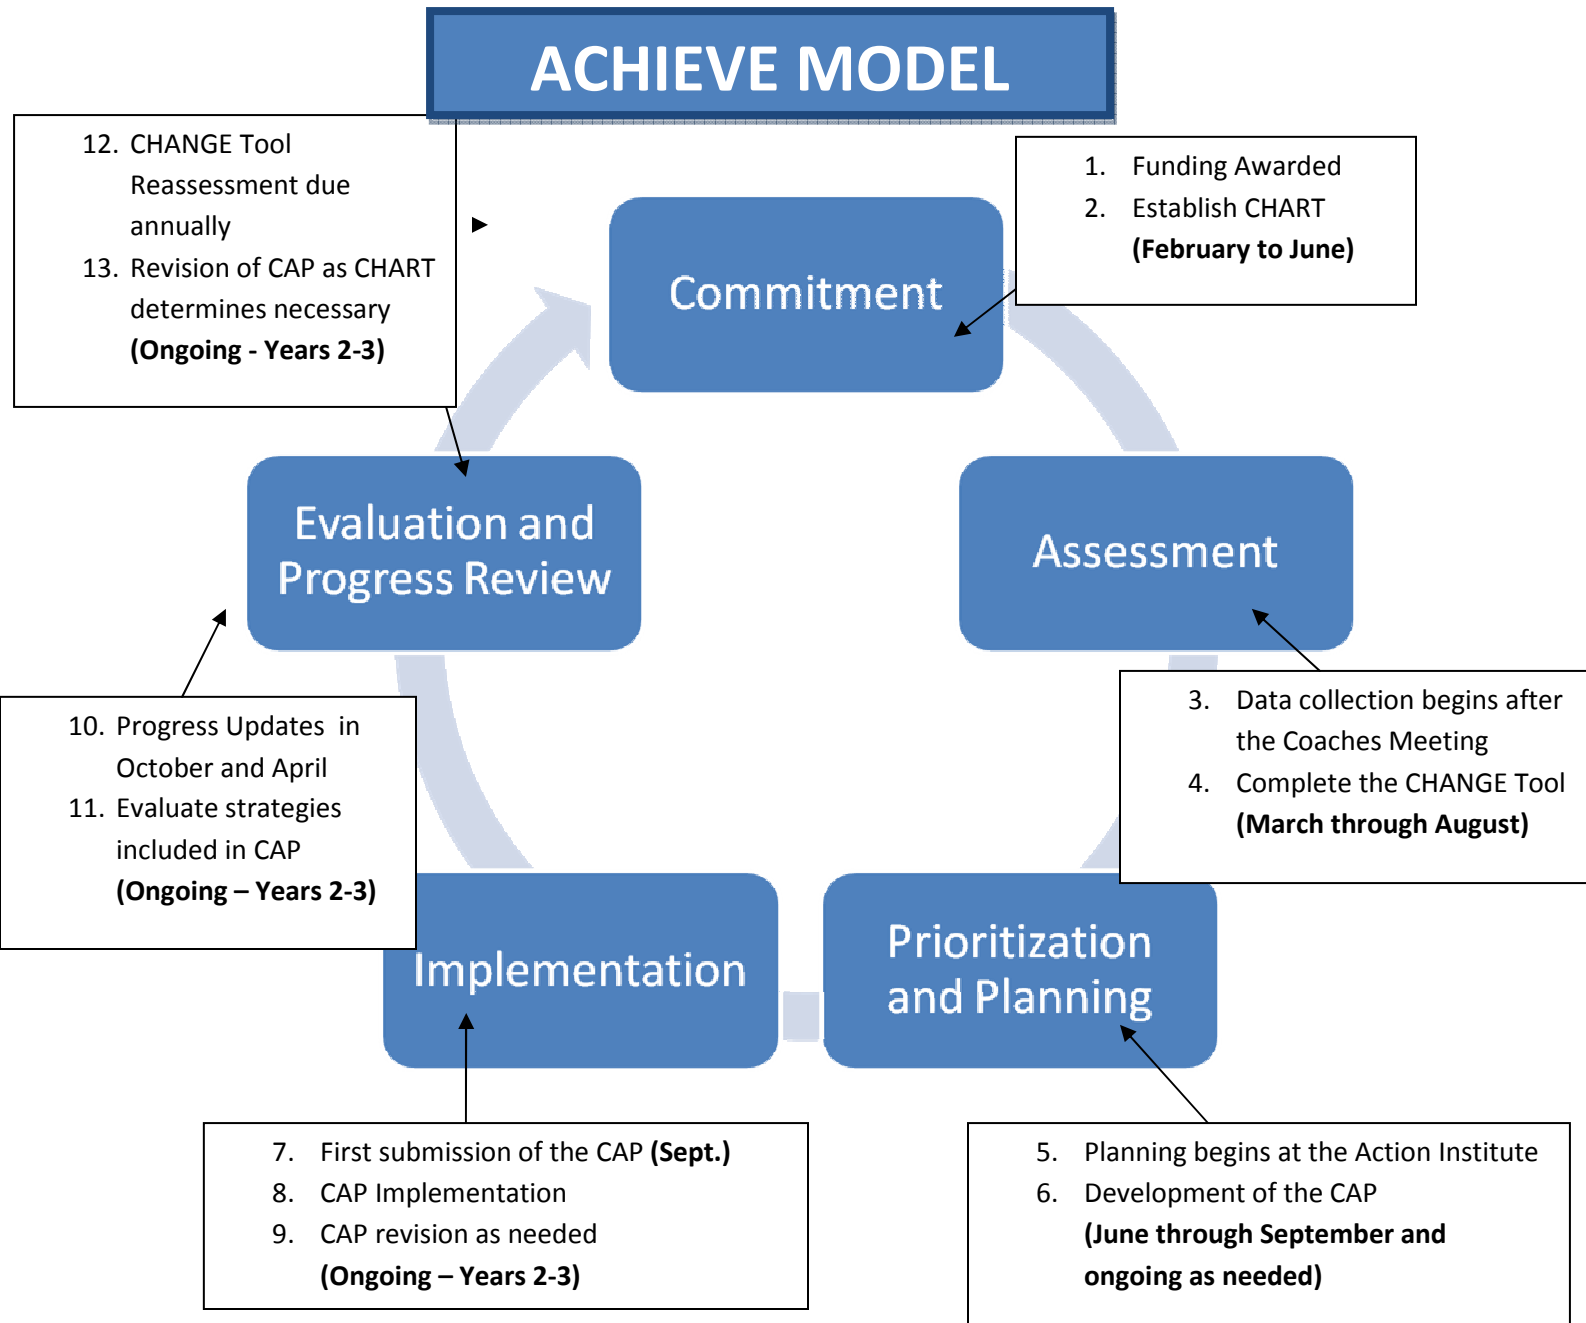 ACHIEVE MODEL
12. CHANGE Tool
Reassessment due
annually
13. Revision of CAP as CHART
determines necessary
(Ongoing - Years 2-3)
1. Funding Awarded
2. Establish CHART
(February to June)
Commitment
Evaluation and
Progress Review
Assessment
3. Data collection begins after
the Coaches Meeting
4. Complete the CHANGE Tool
(March through August)
10. Progress Updates  in
October and April
11. Evaluate strategies
included in CAP
(Ongoing – Years 2-3)
Implementation
Prioritization
and Planning
7. First submission of the CAP (Sept.)
8. CAP Implementation
9. CAP revision as needed
(Ongoing – Years 2-3)
5. Planning begins at the Action Institute
6. Development of the CAP
(June through September and
ongoing as needed)